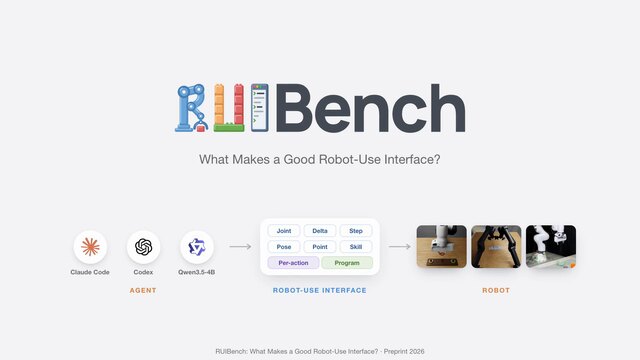 RUIBench
What Makes a Good Robot-Use Interface?
Joint Delta Step
Pose Point Skill
Per-action Program
Claude Code Codex Qwen3.5-4B
AGENT ROBOT-USE INTERFACE ROBOT
RUIBench: What Makes a Good Robot-Use Interface? · Preprint 2026